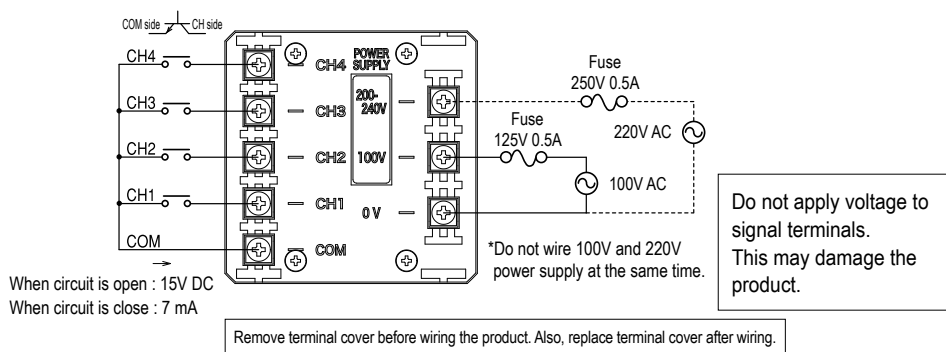 COM side CH side
CH4
CH3
CH2
CH1
COM
When circuit is open : 15V DC
When circuit is close : 7 mA
POWER
SUPPLY
CH4
CH3
CH2
CH1
COM
200-
240V
100V
0 V
Fuse
250V 0.5A
220V AC
Fuse
125V 0.5A
100V AC
*Do not wire 100V and 220V
power supply at the same time.
Do not apply voltage to
signal terminals.
This may damage the
product.
Remove terminal cover before wiring the product. Also, replace terminal cover after wiring.